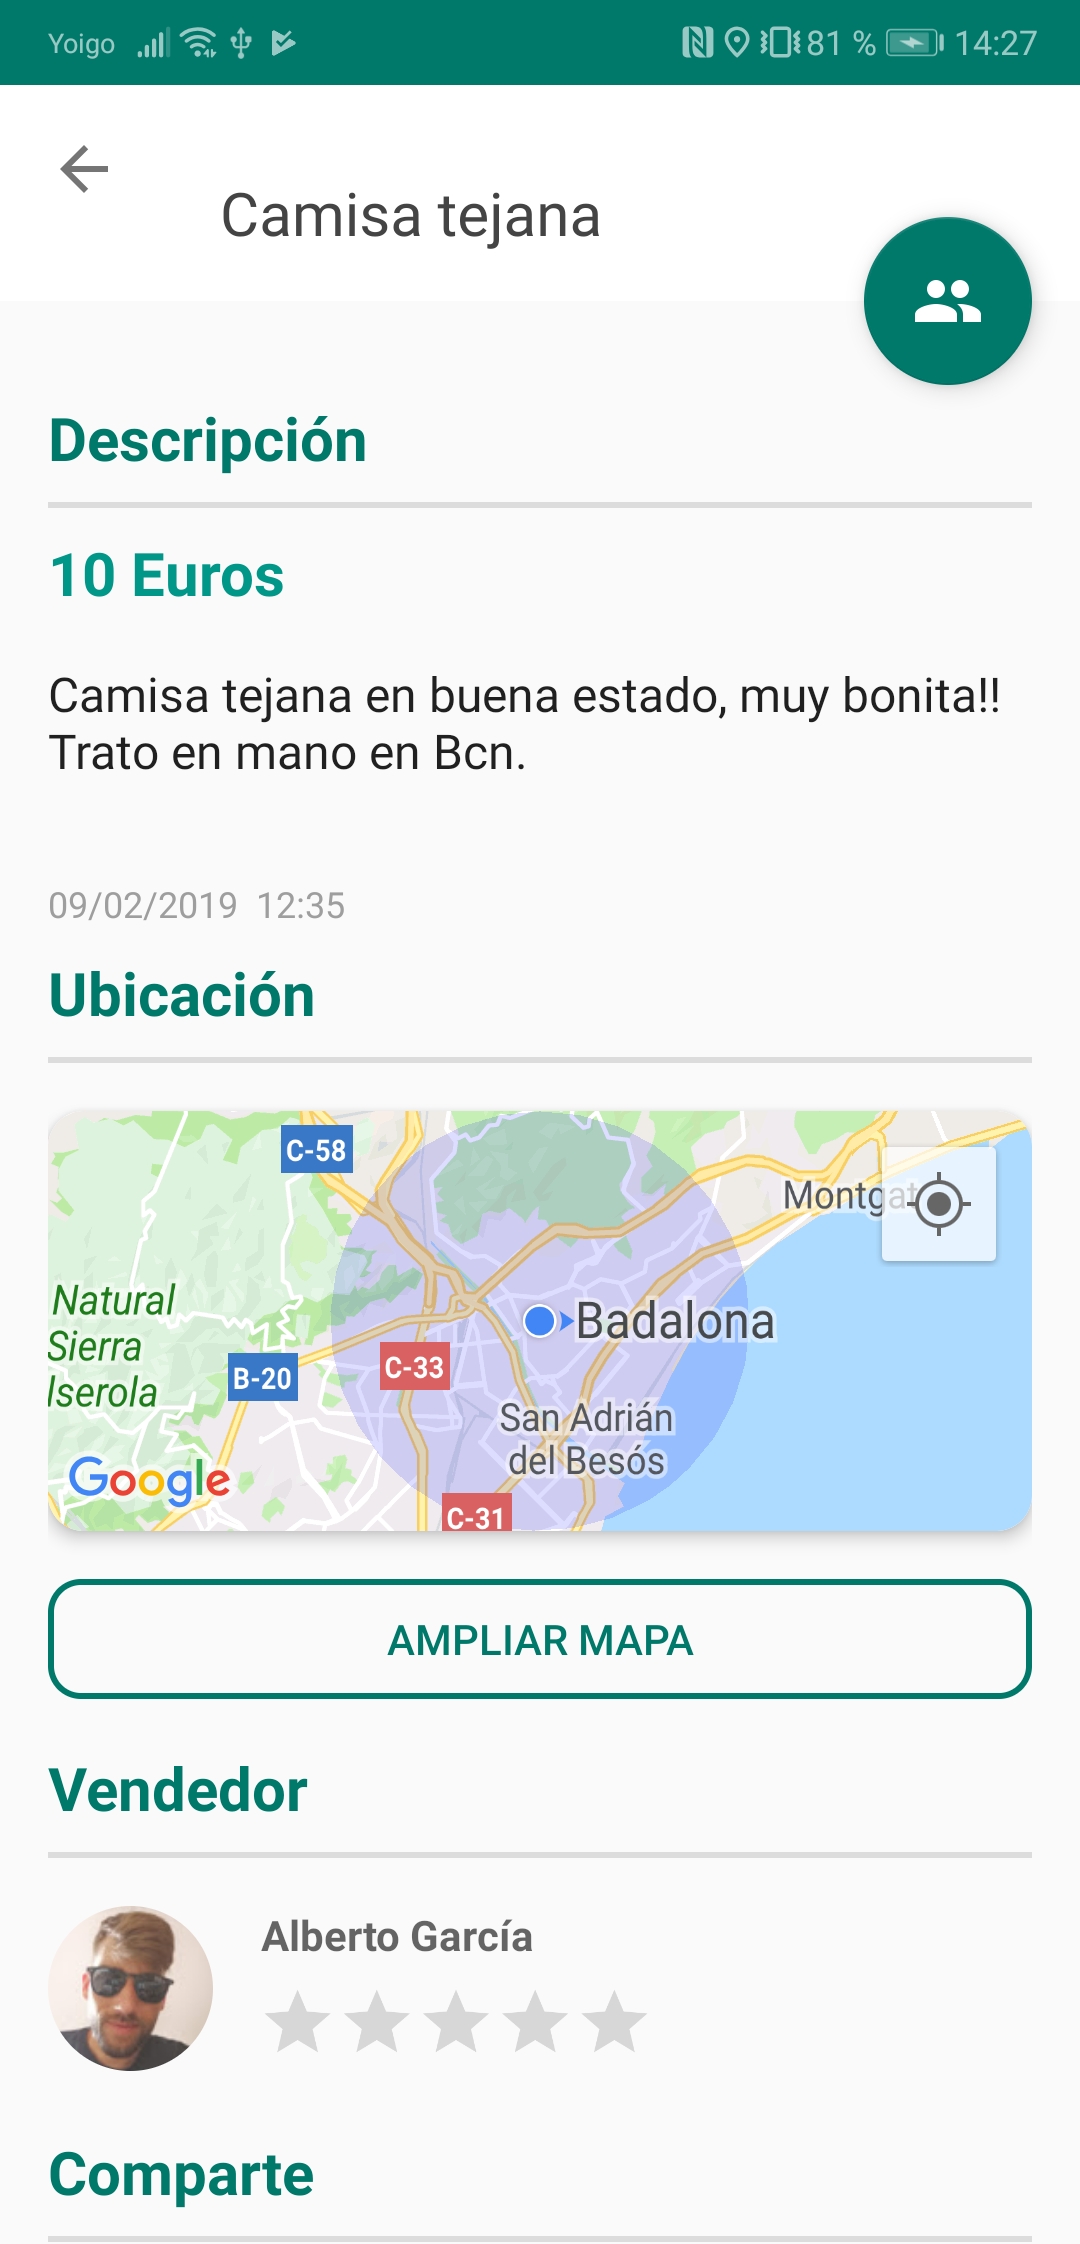 Yoigo 81 % 14:27
Camisa tejana
Descripción
10 Euros
Camisa tejana en buena estado, muy bonita!!
Trato en mano en Bcn.
09/02/2019 12:35
Ubicación
C-58
Montgat
Natural
Sierra
lserola
Badalona
C-33
B-20
San Adrián
del Besós
Google
C-31
AMPLIAR MAPA
Vendedor
Alberto García
Comparte